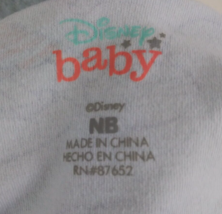 Disney
baby
©Disney
NB
MADE IN CHINA
HECHO EN CHINA
RN#87652